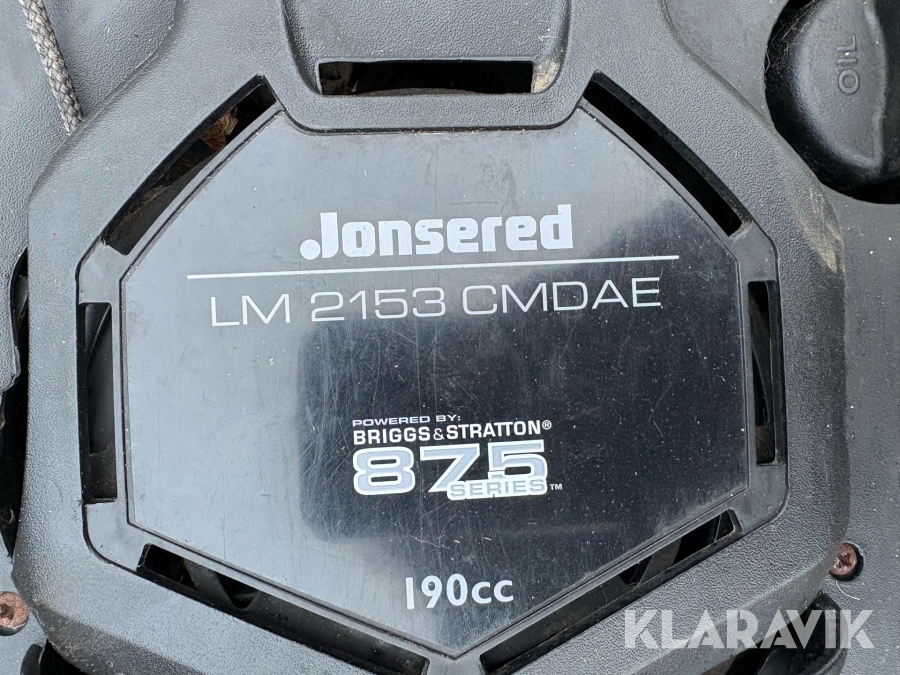 OIL
Jonsered
LM 2153 CMDAE
POWERED BY:
BRIGGS & STRATTON®
875
SERIES™
190cc
KLARAVIK